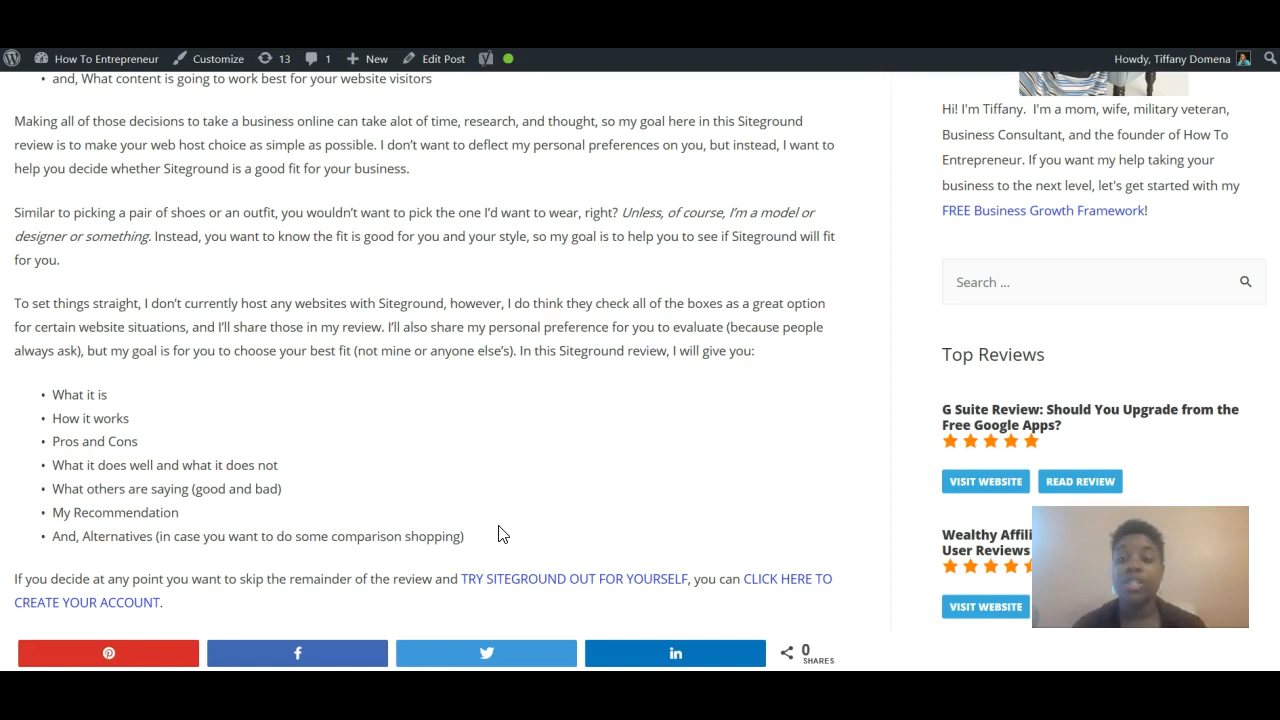 How To Entrepreneur Customize 13 1 New Edit Post Howdy, Tiffany Domena
• and, What content is going to work best for your website visitors
Making all of those decisions to take a business online can take alot of time, research, and thought, so my goal here in this Siteground
review is to make your web host choice as simple as possible. I don't want to deflect my personal preferences on you, but instead, I want to
help you decide whether Siteground is a good fit for your business.
Similar to picking a pair of shoes or an outfit, you wouldn't want to pick the one I'd want to wear, right? Unless, of course, I'm a model or
designer or something. Instead, you want to know the fit is good for you and your style, so my goal is to help you to see if Siteground will fit
for you.
To set things straight, I don't currently host any websites with Siteground, however, I do think they check all of the boxes as a great option
for certain website situations, and I'll share those in my review. I'll also share my personal preference for you to evaluate (because people
always ask), but my goal is for you to choose your best fit (not mine or anyone else's). In this Siteground review, I will give you:
• What it is
• How it works
• Pros and Cons
• What it does well and what it does not
• What others are saying (good and bad)
• My Recommendation
• And, Alternatives (in case you want to do some comparison shopping)
If you decide at any point you want to skip the remainder of the review and TRY SITEGROUND OUT FOR YOURSELF, you can CLICK HERE TO
CREATE YOUR ACCOUNT.
0
SHARES
Hi! I'm Tiffany. I'm a mom, wife, military veteran,
Business Consultant, and the founder of How To
Entrepreneur. If you want my help taking your
business to the next level, let's get started with my
FREE Business Growth Framework!
Search ...
Top Reviews
G Suite Review: Should You Upgrade from the
Free Google Apps?
VISIT WEBSITE READ REVIEW
Wealthy Affili
User Reviews
VISIT WEBSITE